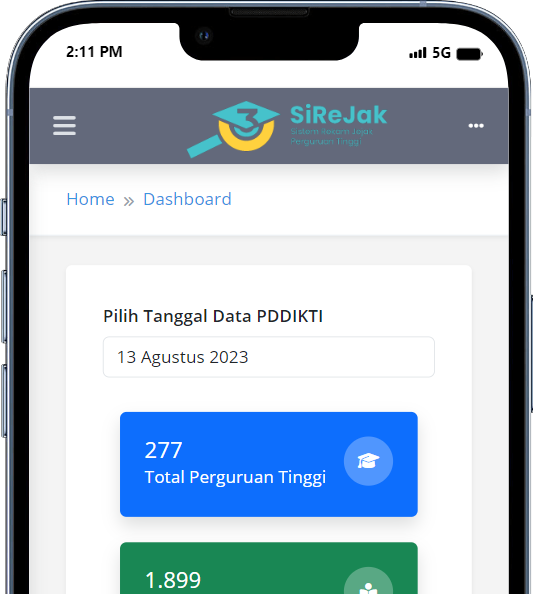 2:11 PM
5G
SiReJak
Sistem Rekam Jejak
Perguruan Tinggi
3
Home » Dashboard
Pilih Tanggal Data PDDIKTI
13 Agustus 2023
277
Total Perguruan Tinggi
1.899